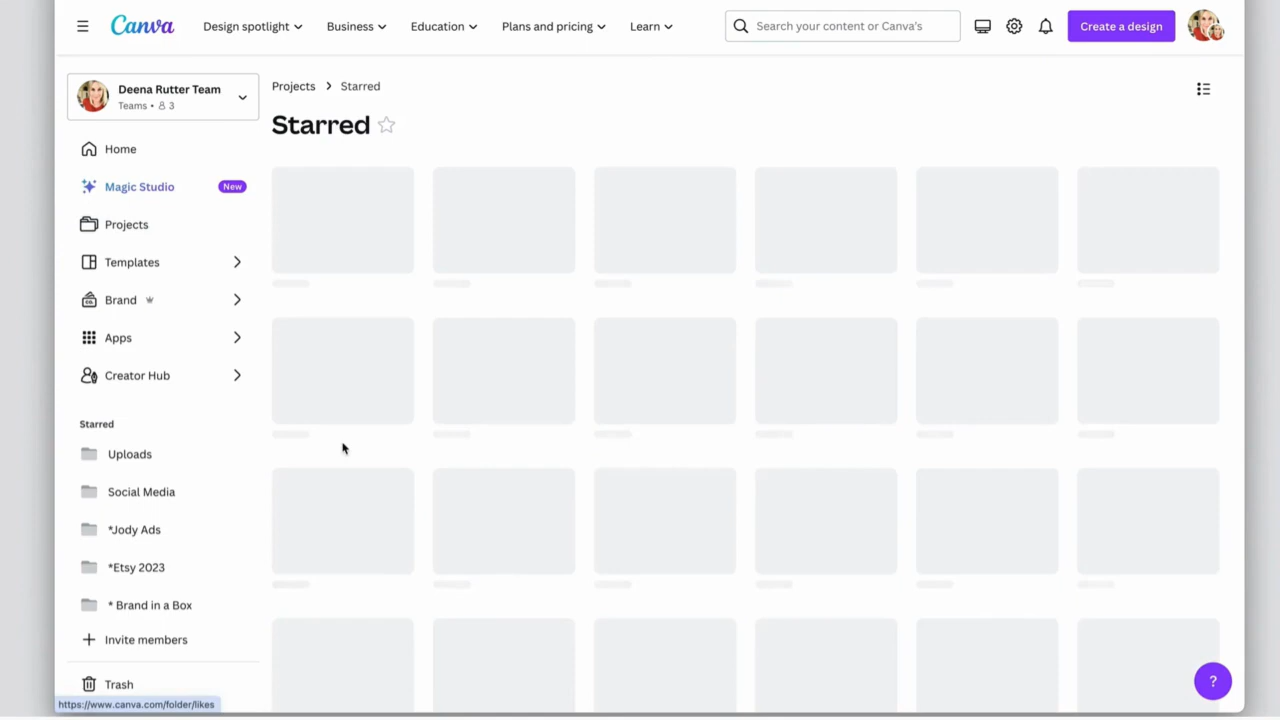 Canva
Design spotlight
Business
Education
Plans and pricing
Learn
Search your content or Canva's
Create a design
Deena Rutter Team
Teams • 3
Projects > Starred
Starred
Home
Magic Studio
New
Projects
Templates
Brand
Apps
Creator Hub
Starred
Uploads
Social Media
*Jody Ads
*Etsy 2023
* Brand in a Box
Invite members
Trash
https://www.canva.com/folder/likes
?